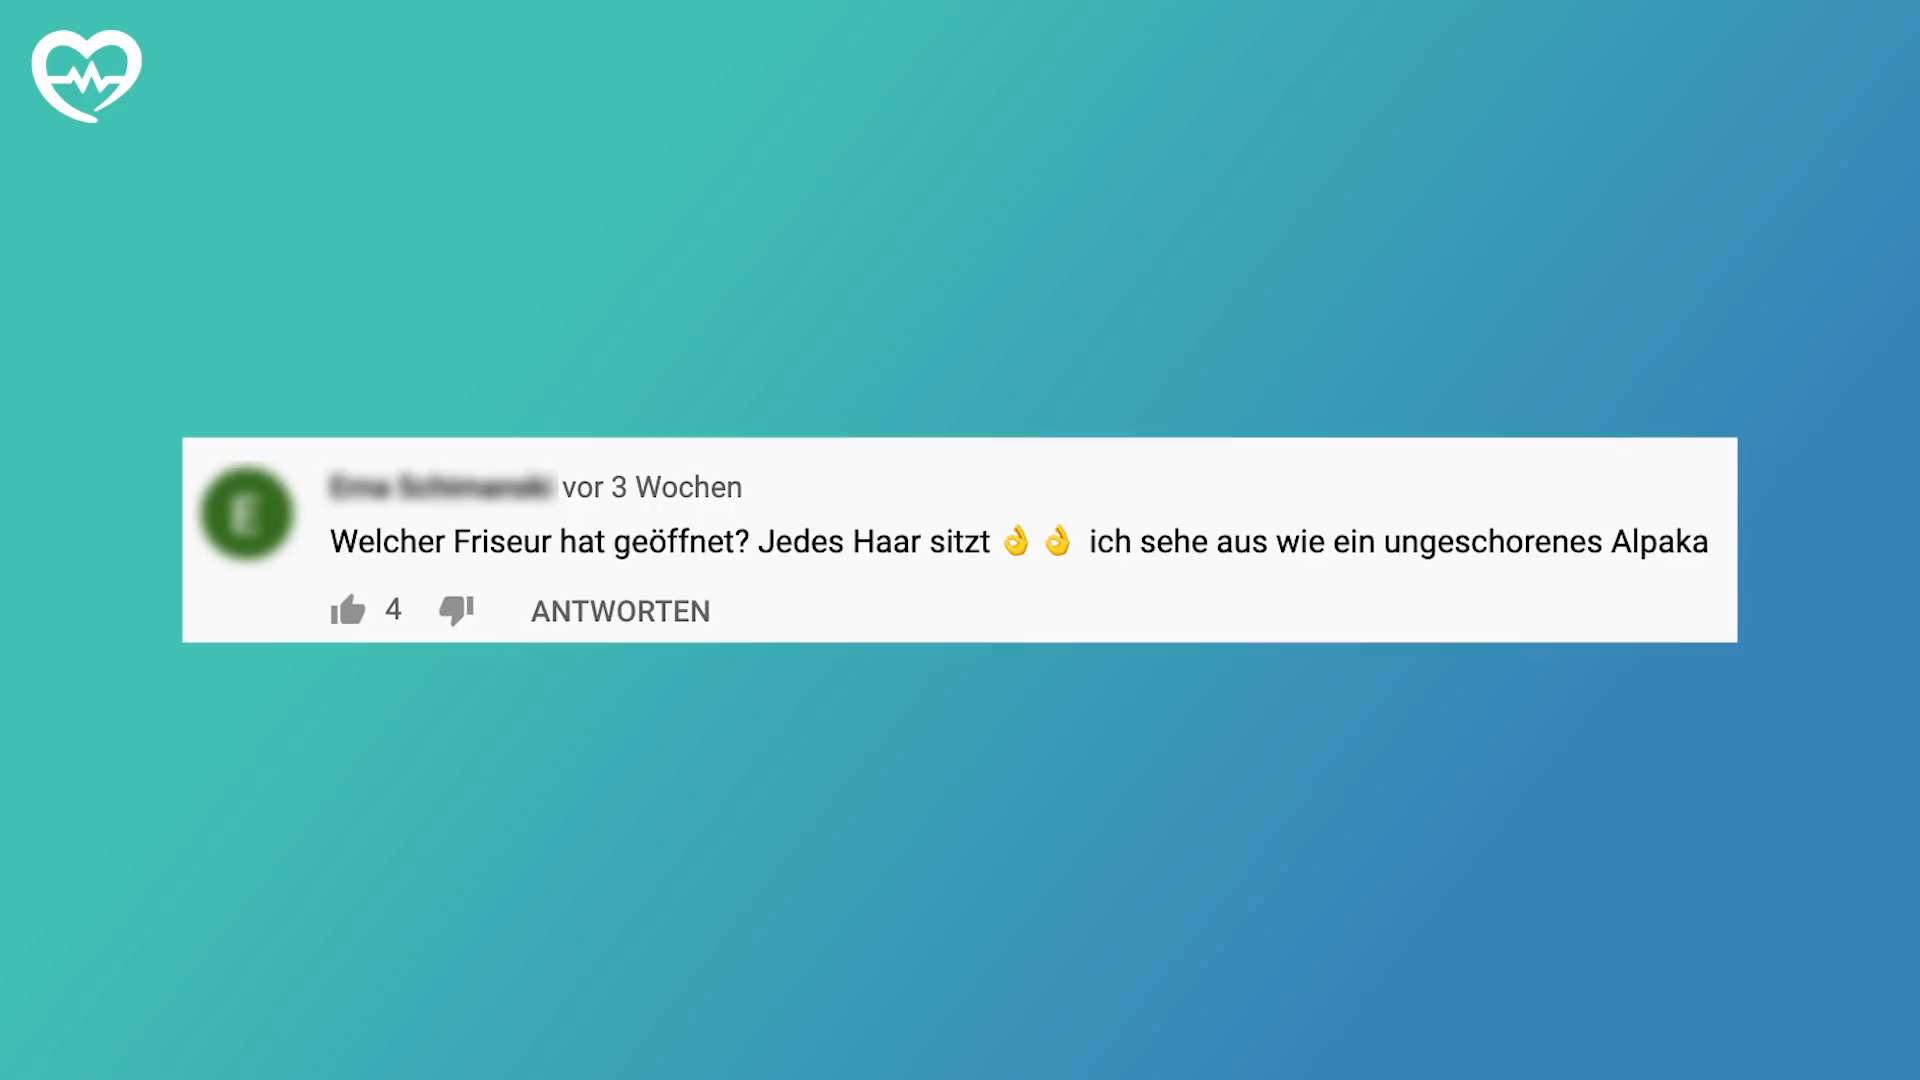 vor 3 Wochen
Welcher Friseur hat geöffnet? Jedes Haar sitzt 👌👌 ich sehe aus wie ein ungeschorenes Alpaka
4 ANTWORTEN